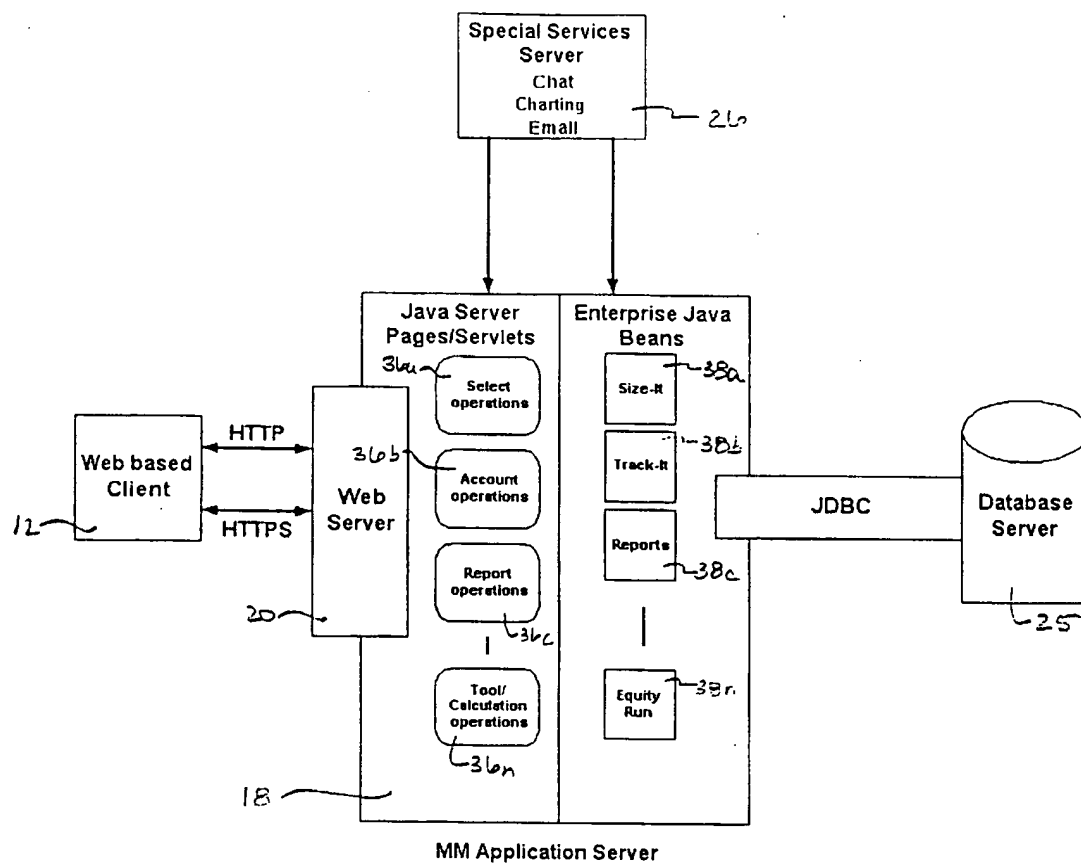 Special Services
Server
Chat
Charting
Email
26
Java Server
Pages/Servlets
Enterprise Java
Beans
36a
Select
operations
38a
Size-It
HTTP
Web based
Client
HTTPS
12
36b
Account
operations
Web
Server
38b
Track-It
JDBC
Database
Server
Reports
38c
Report
operations
36c
20
25
Tool/
Calculation
operations
36n
Equity
Run
38n
18
MM Application Server